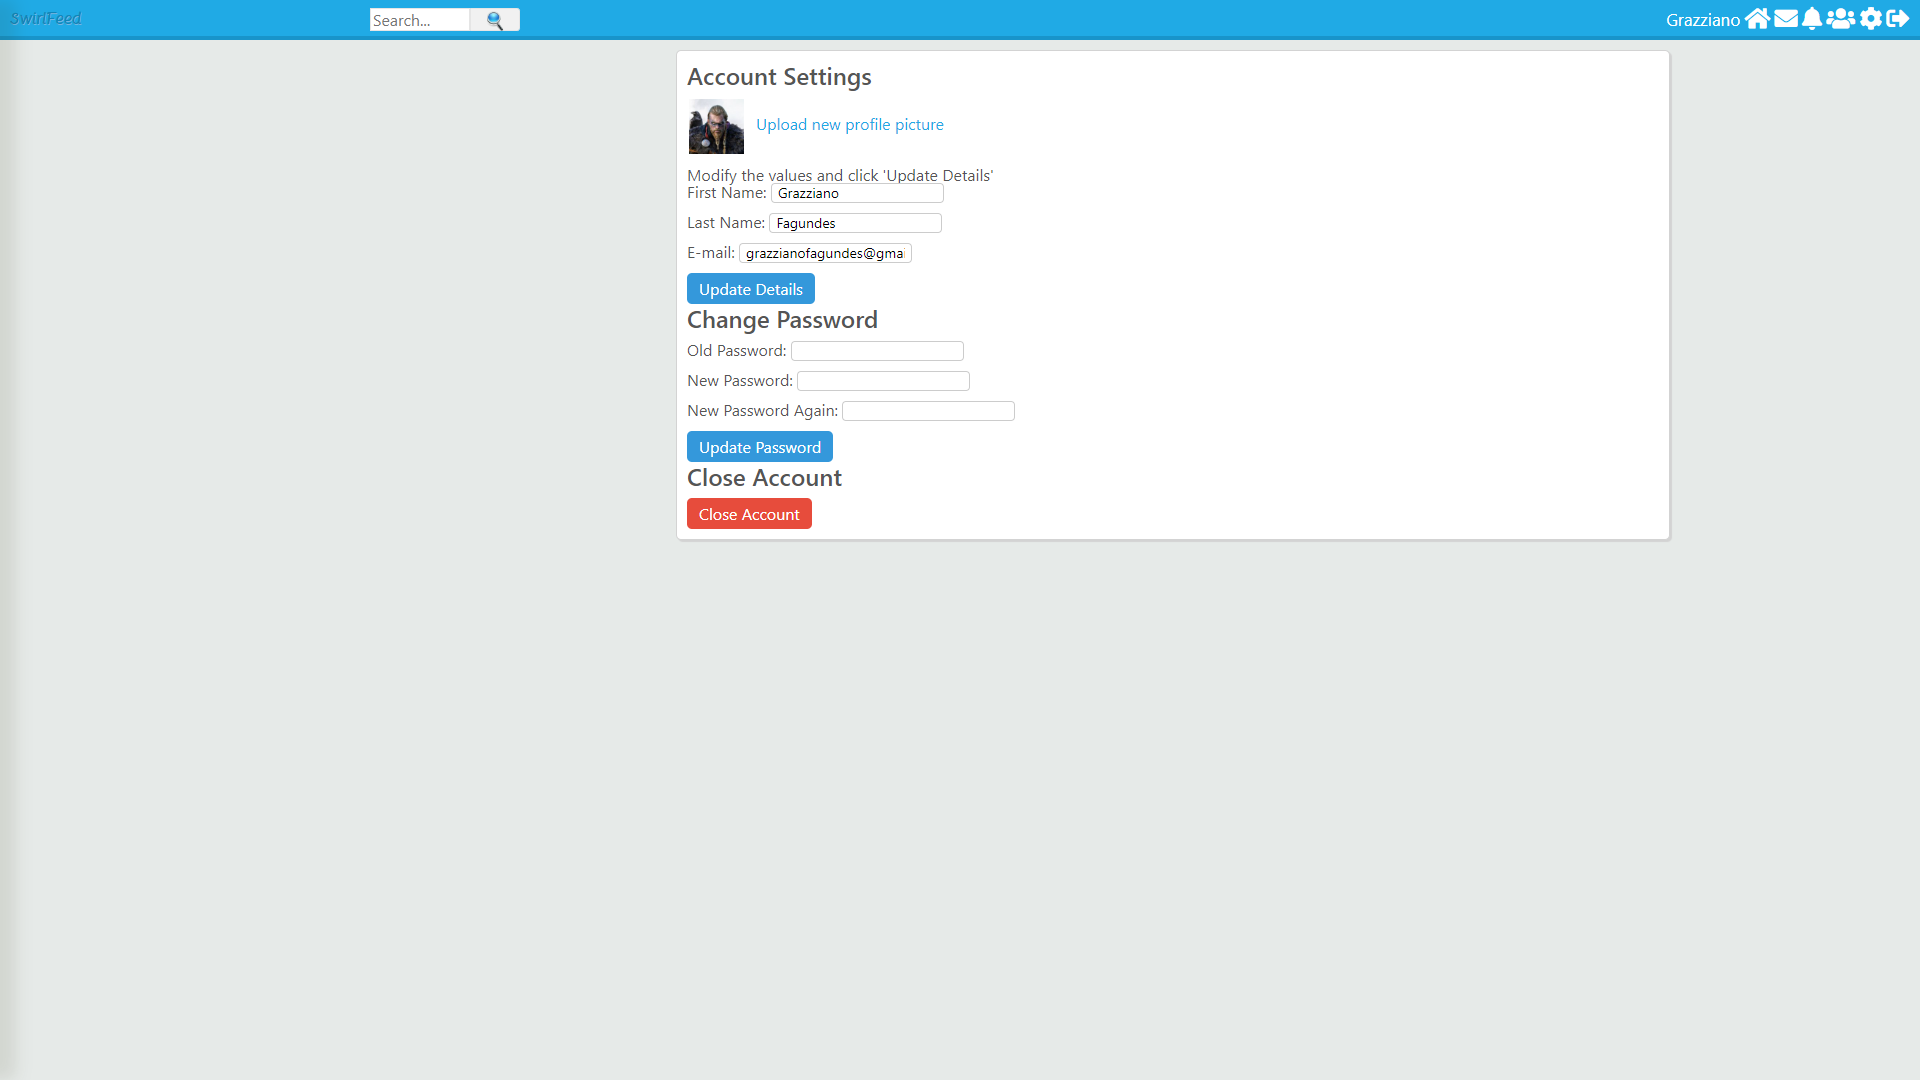 SwirlFeed
Search...
Grazziano
Account Settings
Upload new profile picture
Modify the values and click 'Update Details'
First Name: Grazziano
Last Name: Fagundes
E-mail: grazzianofagundes@gmai
Update Details
Change Password
Old Password:
New Password:
New Password Again:
Update Password
Close Account
Close Account